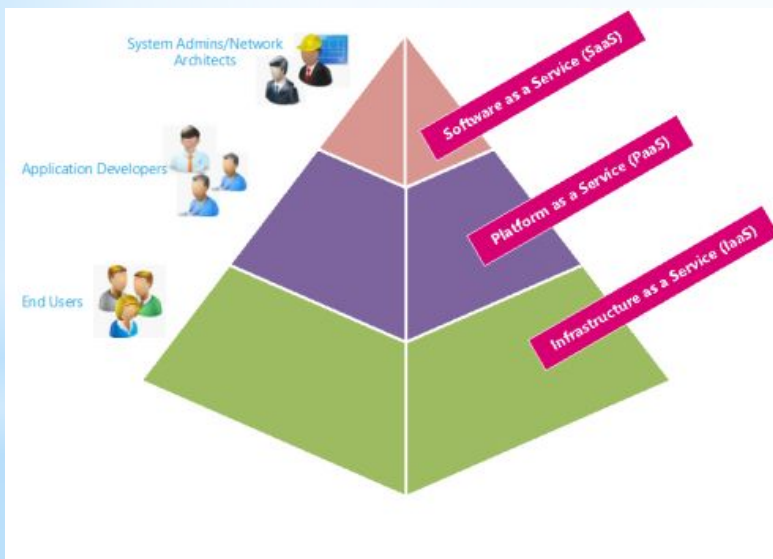 System Admins/Network
Architects
Software as a Service (SaaS)
Application Developers
Platform as a Service (PaaS)
End Users
Infrastructure as a Service (IaaS)